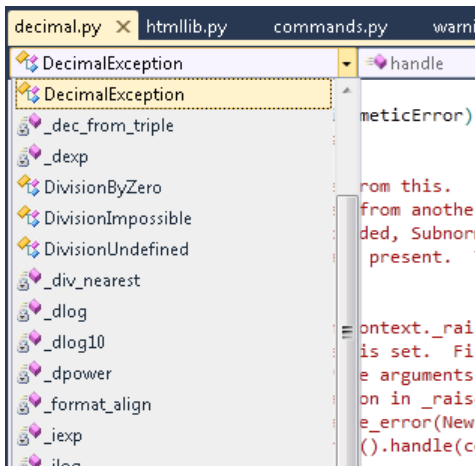 decimal.py htmllib.py commands.py
DecimalException handle
DecimalException
_dec_from_triple
_dexp
DivisionByZero
DivisionImpossible
DivisionUndefined
_div_nearest
_dlog
_dlog10
_dpower
_format_align
_iexp
_ilog
meticError)
rom this.
from anothe
ded, Subnor
present.
ontext._rai
is set. Fi
e arguments
on in _rais
e_error(New
().handle(co